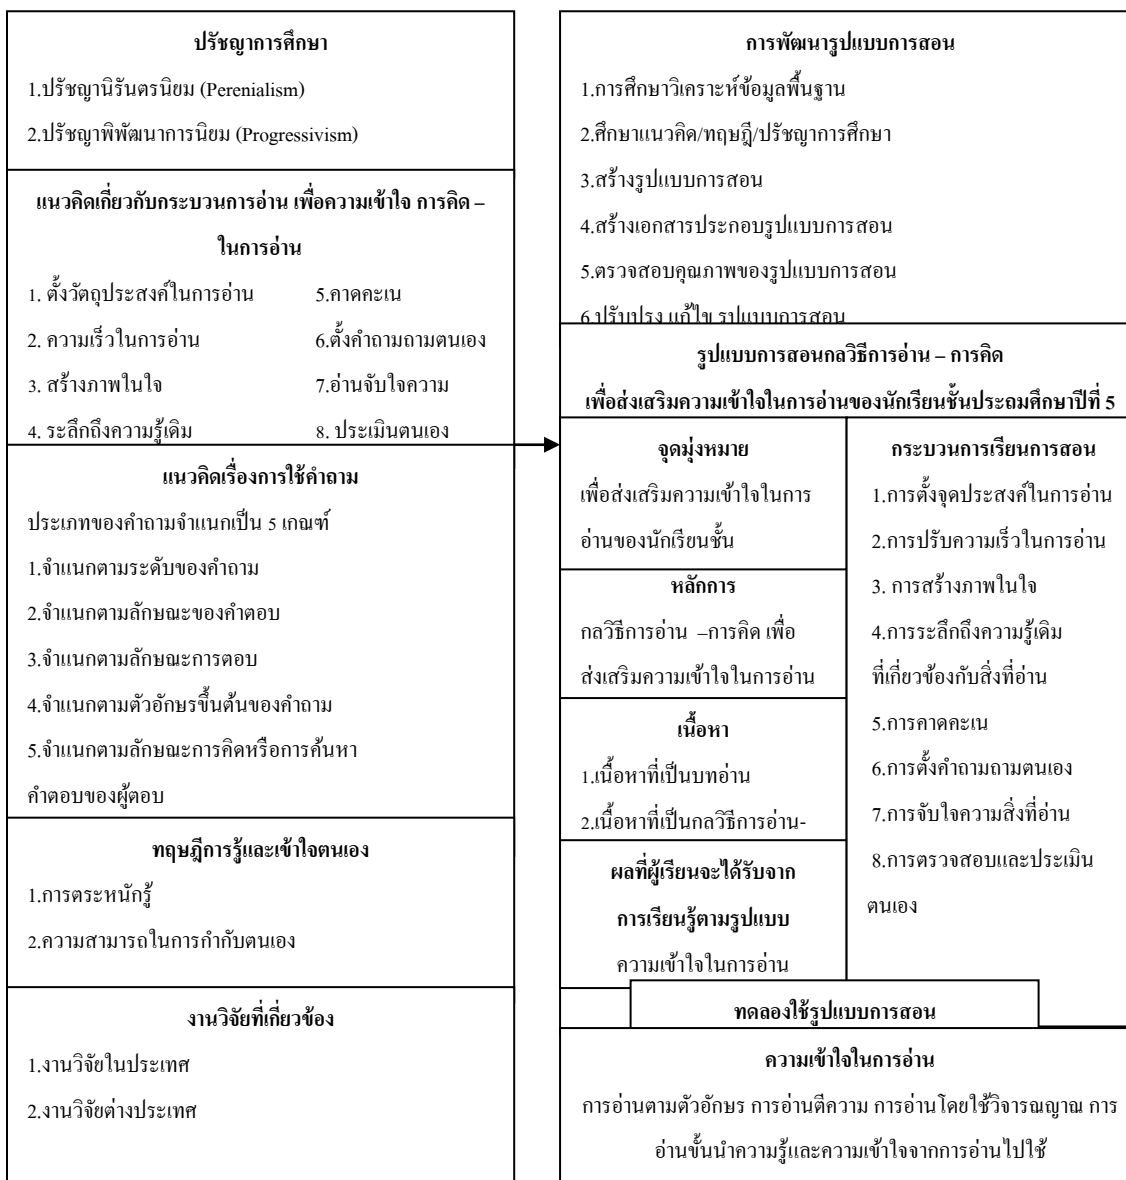 ปรัชญาการศึกษา
1.ปรัชญานิรันตรนิยม (Perenialism)
2.ปรัชญาพิพัฒนาการนิยม (Progressivism)
แนวคิดเกี่ยวกับกระบวนการอ่าน เพื่อความเข้าใจ การคิด –
ในการอ่าน
1. ตั้งวัตถุประสงค์ในการอ่าน
2. ความเร็วในการอ่าน
3. สร้างภาพในใจ
4. ระลึกถึงความรู้เดิม
5.คาดคะเน
6.ตั้งคำถามถามตนเอง
7.อ่านจับใจความ
8. ประเมินตนเอง
แนวคิดเรื่องการใช้คำถาม
ประเภทของคำถามจำแนกเป็น 5 เกณฑ์
1.จำแนกตามระดับของคำถาม
2.จำแนกตามลักษณะของคำตอบ
3.จำแนกตามลักษณะการตอบ
4.จำแนกตามตัวอักษรขึ้นต้นของคำถาม
5.จำแนกตามลักษณะการคิดหรือการค้นหา
คำตอบของผู้ตอบ
ทฤษฎีการรู้และเข้าใจตนเอง
1.การตระหนักรู้
2.ความสามารถในการกำกับตนเอง
งานวิจัยที่เกี่ยวข้อง
1.งานวิจัยในประเทศ
2.งานวิจัยต่างประเทศ
การพัฒนารูปแบบการสอน
1.การศึกษาวิเคราะห์ข้อมูลพื้นฐาน
2.ศึกษาแนวคิด/ทฤษฎี/ปรัชญาการศึกษา
3.สร้างรูปแบบการสอน
4.สร้างเอกสารประกอบรูปแบบการสอน
5.ตรวจสอบคุณภาพของรูปแบบการสอน
6.ปรับปรุง แก้ไข รูปแบบการสอน
รูปแบบการสอนกลวิธีการอ่าน – การคิด
เพื่อส่งเสริมความเข้าใจในการอ่านของนักเรียนชั้นประถมศึกษาปีที่ 5
จุดมุ่งหมาย
เพื่อส่งเสริมความเข้าใจในการ
อ่านของนักเรียนชั้น
หลักการ
กลวิธีการอ่าน –การคิด เพื่อ
ส่งเสริมความเข้าใจในการอ่าน
เนื้อหา
1.เนื้อหาที่เป็นบทอ่าน
2.เนื้อหาที่เป็นกลวิธีการอ่าน-
ผลที่ผู้เรียนจะได้รับจาก
การเรียนรู้ตามรูปแบบ
ความเข้าใจในการอ่าน
กระบวนการเรียนการสอน
1.การตั้งจุดประสงค์ในการอ่าน
2.การปรับความเร็วในการอ่าน
3. การสร้างภาพในใจ
4.การระลึกถึงความรู้เดิม
ที่เกี่ยวข้องกับสิ่งที่อ่าน
5.การคาดคะเน
6.การตั้งคำถามถามตนเอง
7.การจับใจความสิ่งที่อ่าน
8.การตรวจสอบและประเมิน
ตนเอง
ทดลองใช้รูปแบบการสอน
ความเข้าใจในการอ่าน
การอ่านตามตัวอักษร การอ่านตีความ การอ่านโดยใช้วิจารณญาณ การ
อ่านขั้นนำความรู้และความเข้าใจจากการอ่านไปใช้